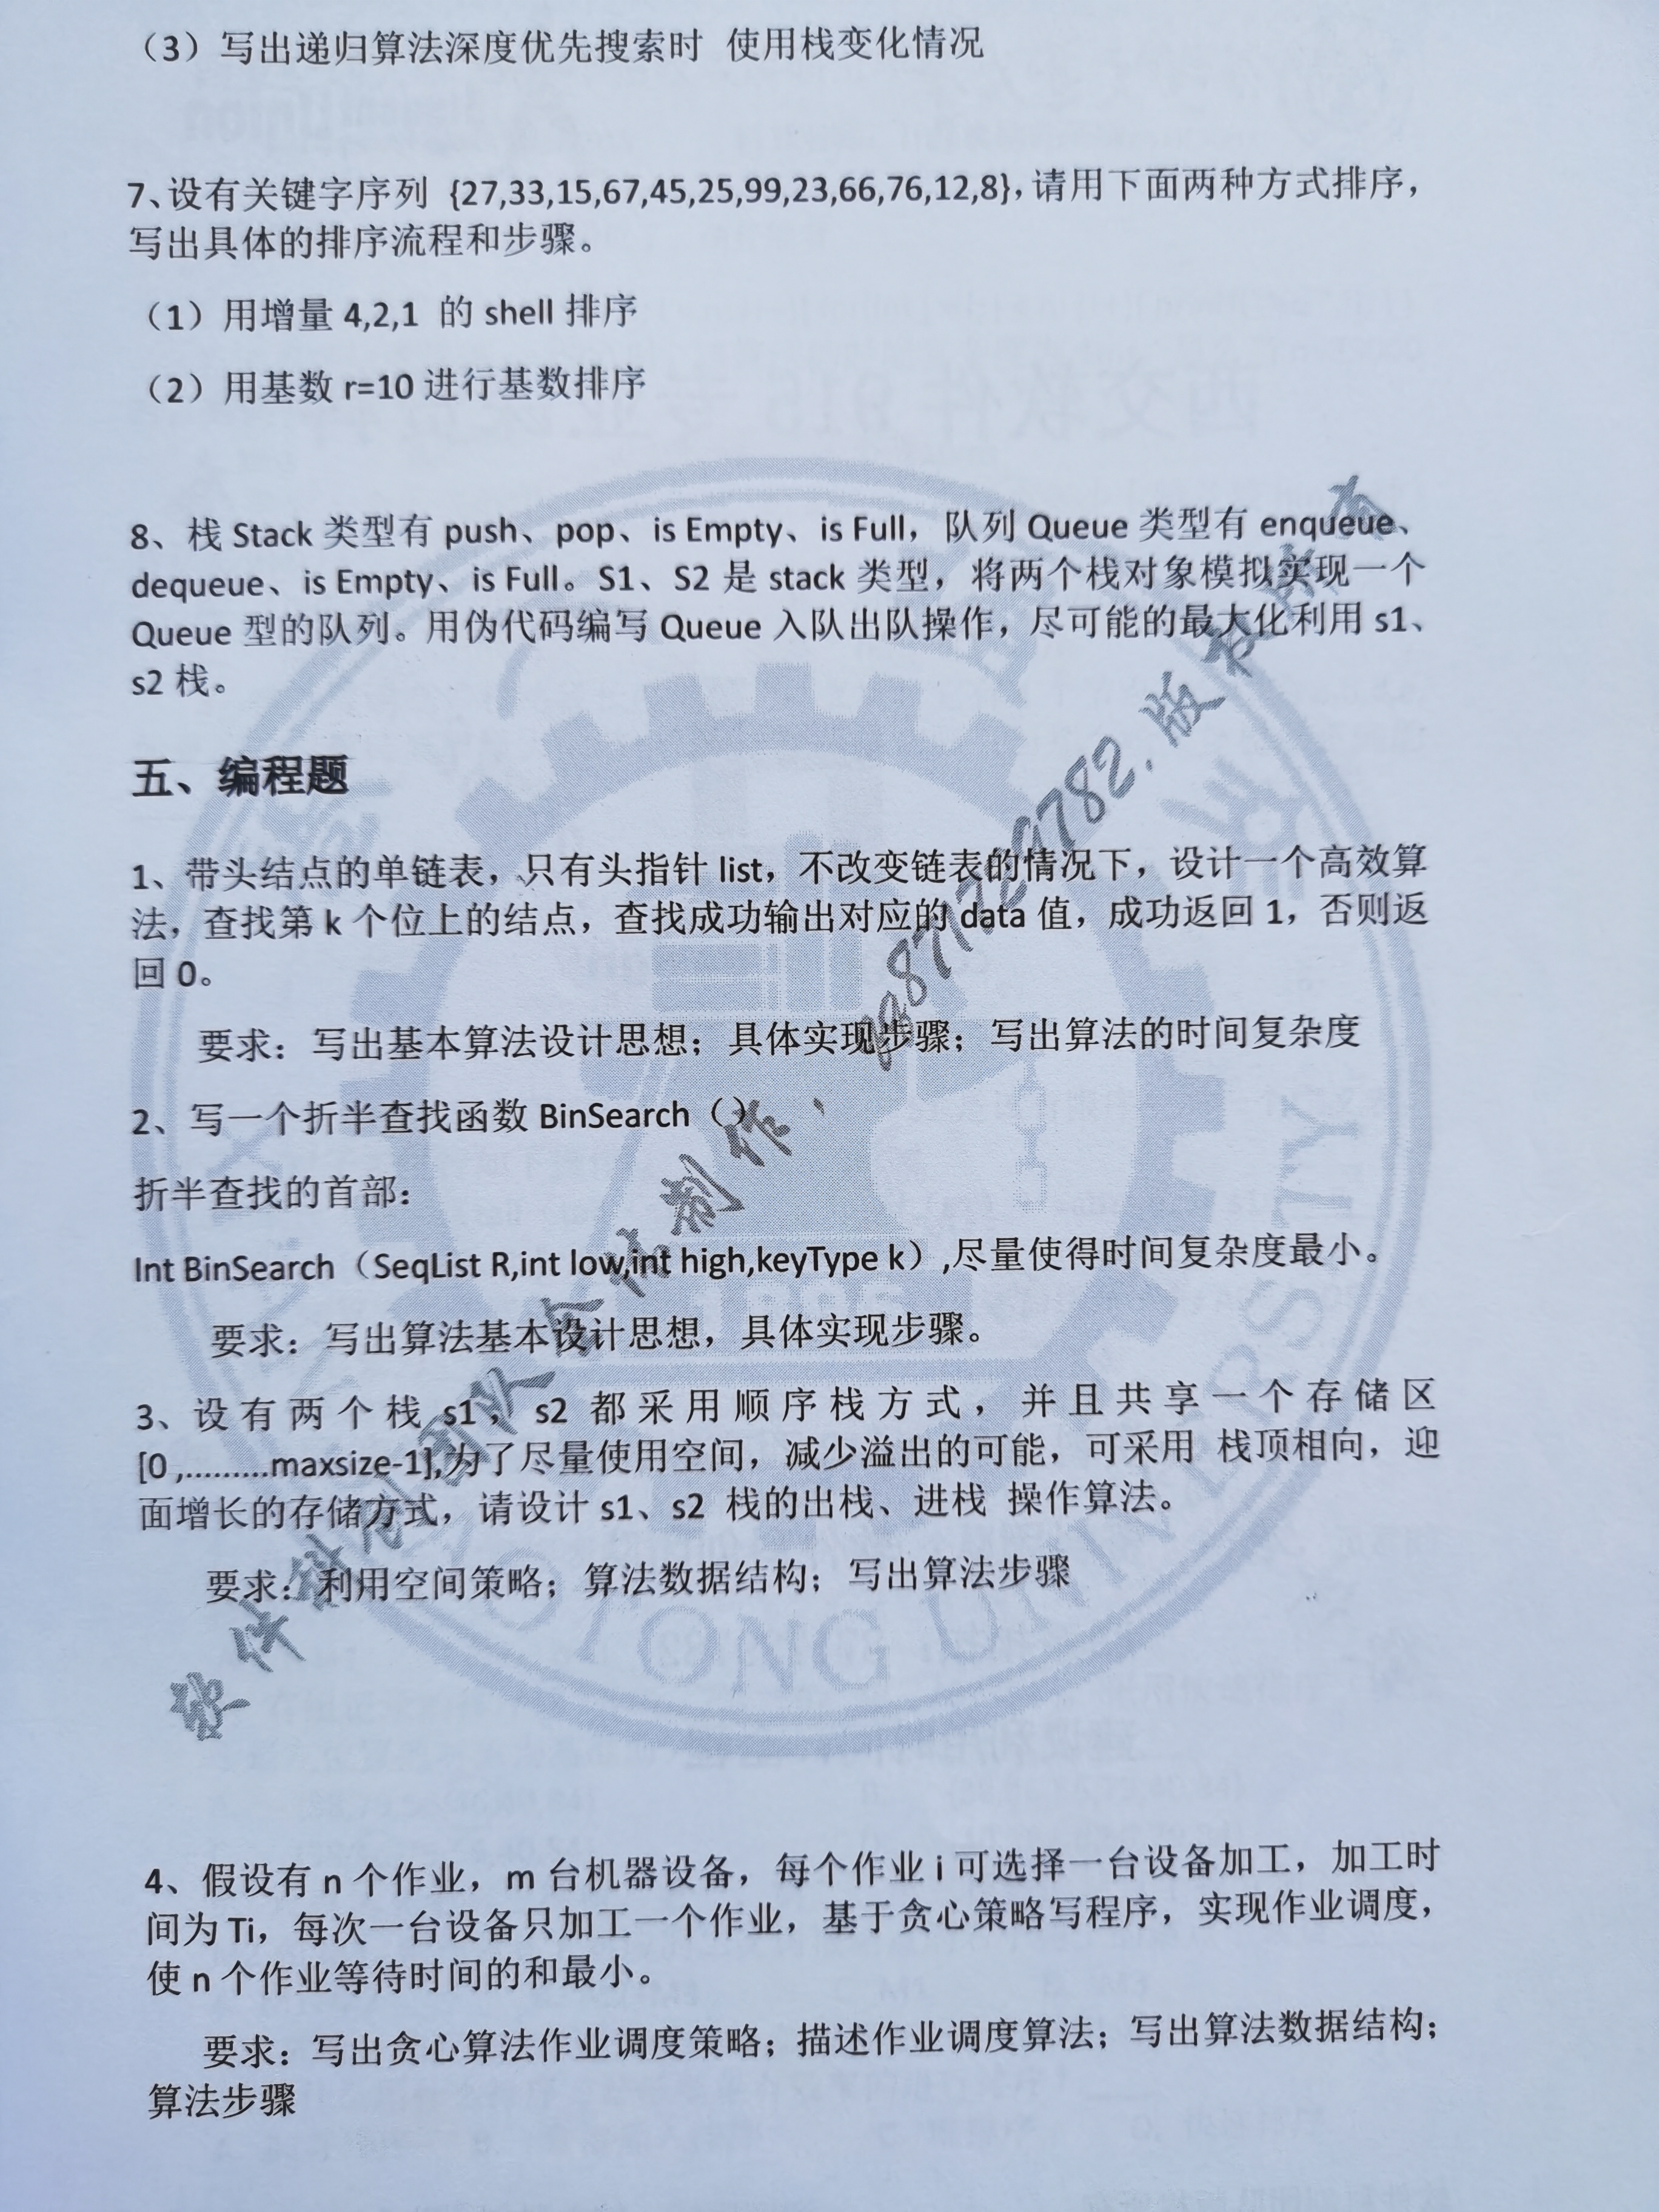 （3）写出递归算法深度优先搜索时 使用栈变化情况
7、设有关键字序列 {27,33,15,67,45,25,99,23,66,76,12,8}，请用下面两种方式排序，
写出具体的排序流程和步骤。
（1）用增量 4,2,1 的 shell 排序
（2）用基数 r=10 进行基数排序
8、栈 Stack 类型有 push、pop、is Empty、is Full，队列 Queue 类型有 enqueue、
dequeue、is Empty、is Full。S1、S2 是 stack 类型，将两个栈对象模拟实现一个
Queue 型的队列。用伪代码编写 Queue 入队出队操作，尽可能的最大化利用 s1、
s2 栈。
五、编程题
1、带头结点的单链表，只有头指针 list，不改变链表的情况下，设计一个高效算
法，查找第 k 个位上的结点，查找成功输出对应的 data 值，成功返回 1，否则返
回 0。
要求：写出基本算法设计思想；具体实现步骤；写出算法的时间复杂度
2、写一个折半查找函数 BinSearch（）
折半查找的首部：
Int BinSearch（SeqList R,int low,int high,keyType k）,尽量使得时间复杂度最小。
要求：写出算法基本设计思想，具体实现步骤。
3、设有两个栈 s1，s2 都采用顺序栈方式，并且共享一个存储区
[0 ,.........maxsize-1],为了尽量使用空间，减少溢出的可能，可采用 栈顶相向，迎
面增长的存储方式，请设计 s1、s2 栈的出栈、进栈 操作算法。
要求：利用空间策略；算法数据结构；写出算法步骤
4、假设有 n 个作业，m 台机器设备，每个作业 i 可选择一台设备加工，加工时
间为 Ti，每次一台设备只加工一个作业，基于贪心策略写程序，实现作业调度，
使 n 个作业等待时间的和最小。
要求：写出贪心算法作业调度策略；描述作业调度算法；写出算法数据结构；
算法步骤
OTONG UNIVERSITY